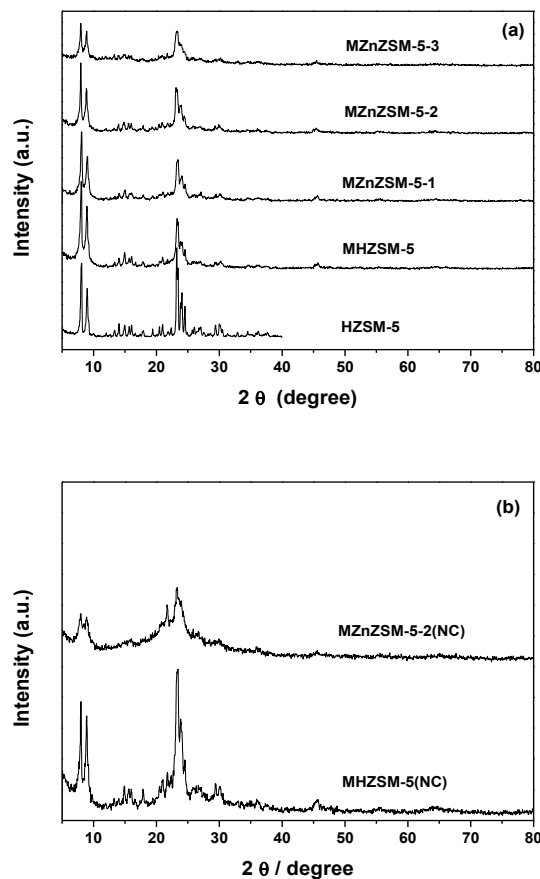 (a)
MZnZSM-5-3
MZnZSM-5-2
MZnZSM-5-1
MHZSM-5
HZSM-5
Intensity (a.u.)
10 20 30 40 50 60 70 80
2 θ (degree)
(b)
MZnZSM-5-2(NC)
MHZSM-5(NC)
Intensity (a.u.)
10 20 30 40 50 60 70 80
2 θ / degree